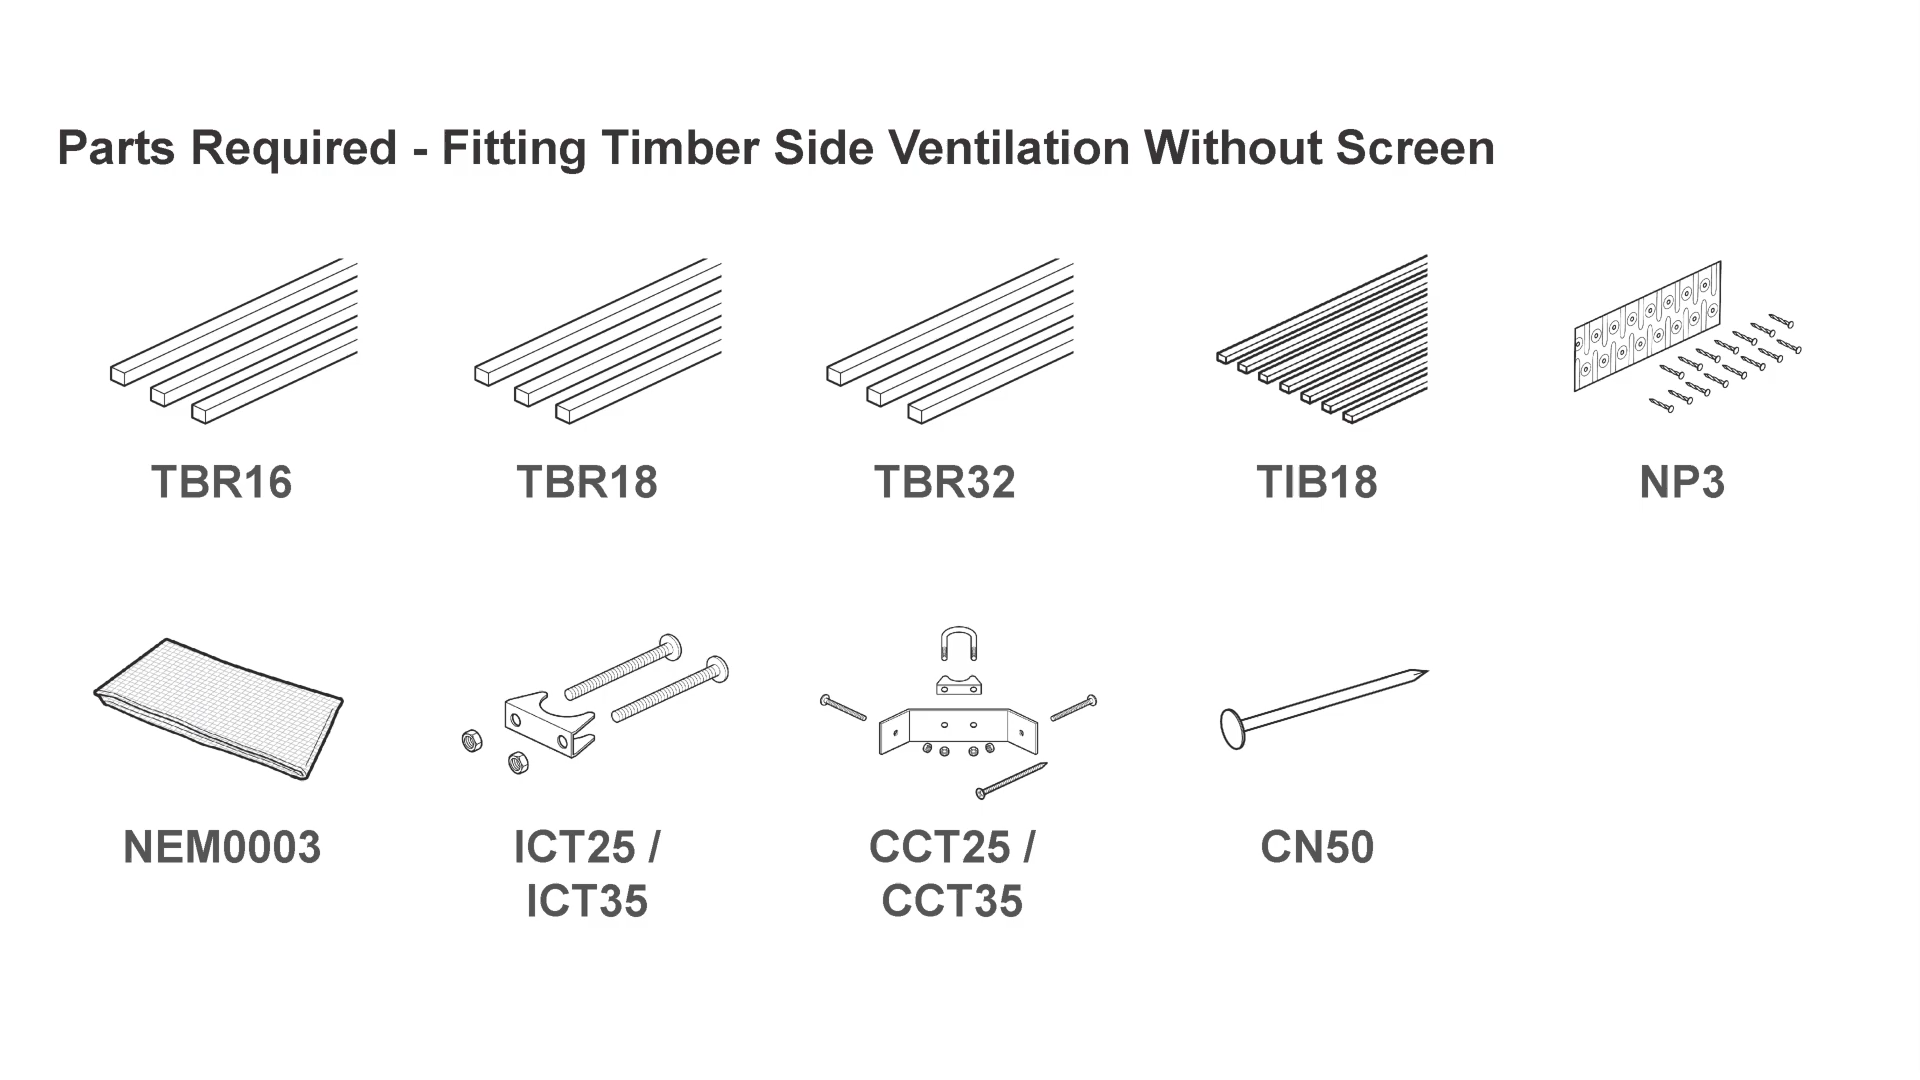 Parts Required - Fitting Timber Side Ventilation Without Screen
TBR16
TBR18
TBR32
TIB18
NP3
NEM0003
ICT25 /
ICT35
CCT25 /
CCT35
CN50